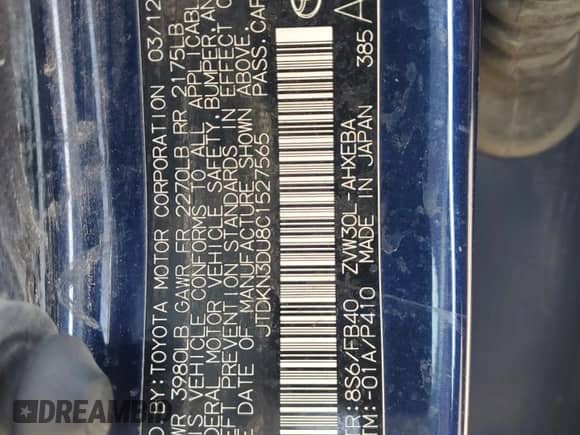 D BY: TOYOTA MOTOR CORPORATION 03/12
WR 3980LB GAWR FR 2270LB RR 2175LB
IS VEHICLE CONFORMS TO ALL APPLICABL
DERAL MOTOR VEHICLE SAFETY, BUMPER, AN
EFT PREVENTION STANDARDS IN EFFECT O
E DATE OF MANUFACTURE SHOWN ABOVE.
JTDKN3DU8C1527565 PASS. CAR
TR: 8S6/FB40 ZVW30L-AHXEBA
TM: -01A/P410 MADE IN JAPAN 385
DREAMBID